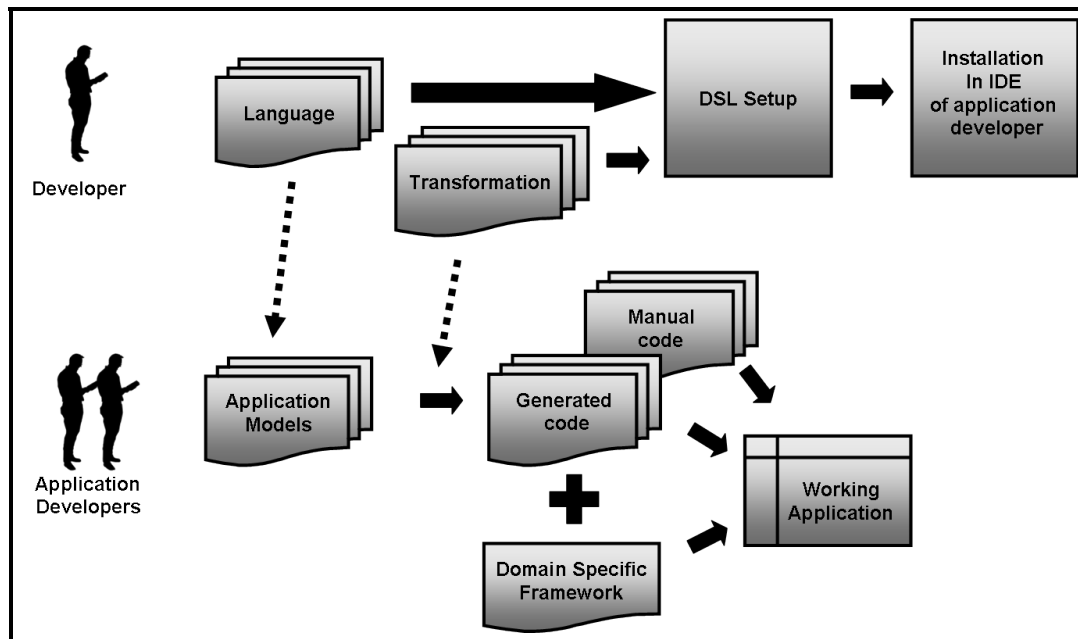 Developer
Language
Transformation
DSL Setup
Installation
In IDE
of application
developer
Application
Developers
Application
Models
Generated
code
Manual
code
Domain Specific
Framework
Working
Application